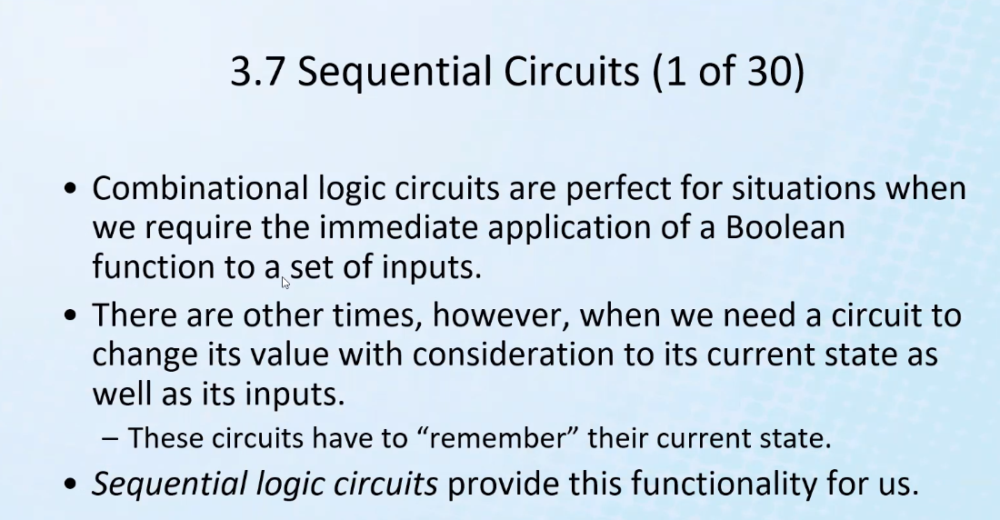 3.7 Sequential Circuits (1 of 30)
• Combinational logic circuits are perfect for situations when
we require the immediate application of a Boolean
function to a set of inputs.
• There are other times, however, when we need a circuit to
change its value with consideration to its current state as
well as its inputs.
– These circuits have to “remember” their current state.
• Sequential logic circuits provide this functionality for us.